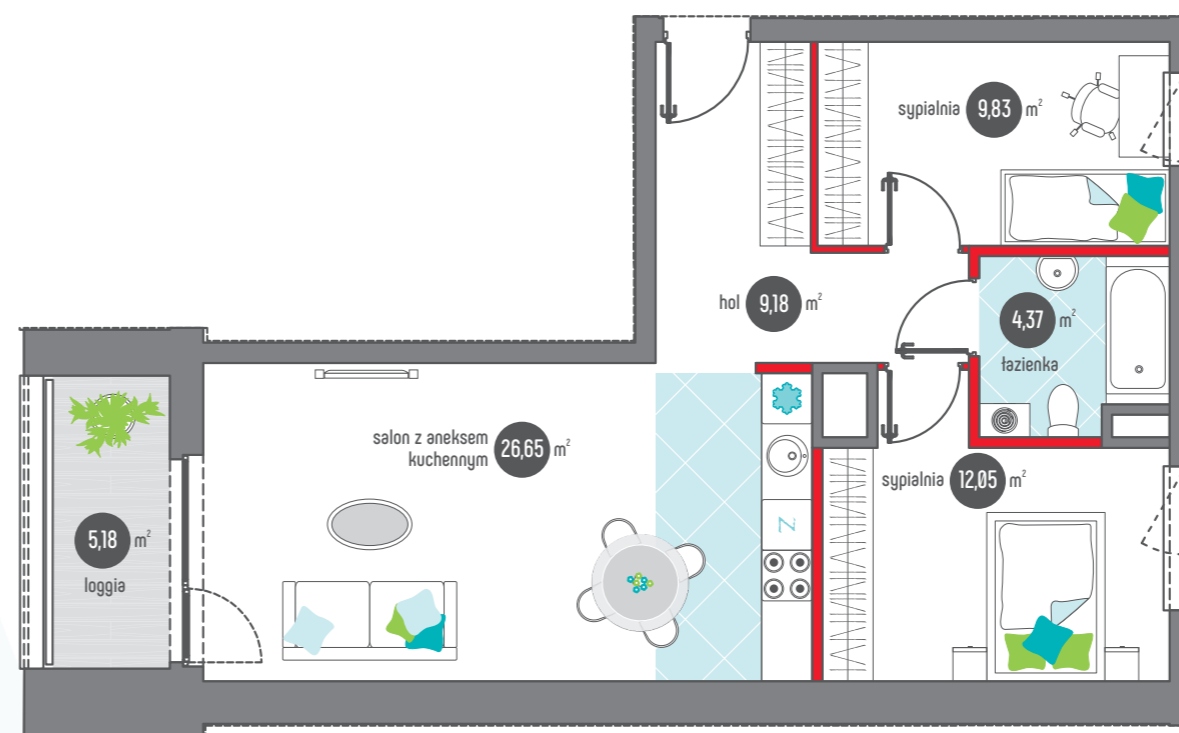 sypialnia 9,83 m²
hol 9,18 m²
4,37 m²
łazienka
salon z aneksem
kuchennym 26,65 m²
sypialnia 12,05 m²
5,18 m²
loggia
Z